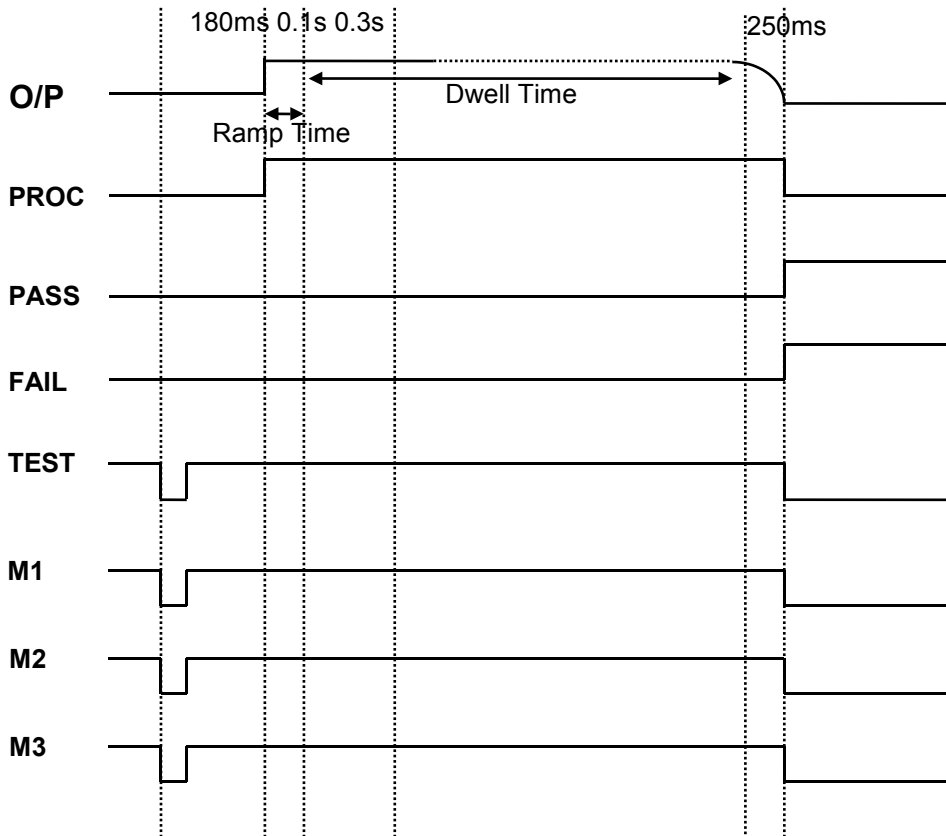 180ms 0.1s 0.3s
250ms
O/P
Dwell Time
Ramp Time
PROC
PASS
FAIL
TEST
M1
M2
M3